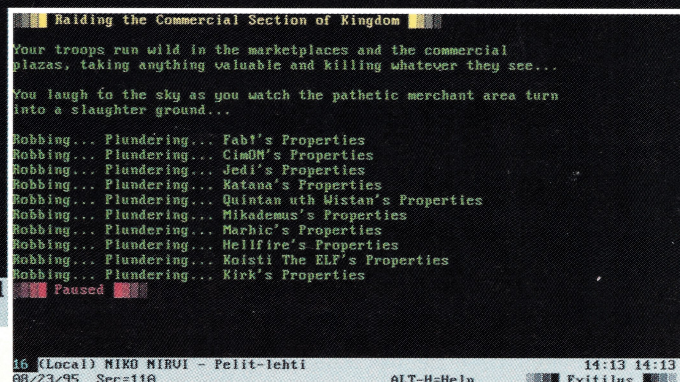 Raiding the Commercial Section of Kingdom
Your troops run wild in the marketplaces and the commercial
plazas, taking anything valuable and killing whatever they see...
You laugh to the sky as you watch the pathetic merchant area turn
into a slaughter ground...
Robbing... Plundering... Fab!'s Properties
Robbing... Plundering... CimON's Properties
Robbing... Plundering... Jedi's Properties
Robbing... Plundering... Katana's Properties
Robbing... Plundering... Quintan uth Wistan's Properties
Robbing... Plundering... Mikademus's Properties
Robbing... Plundering... Marhic's Properties
Robbing... Plundering... Hellfire's Properties
Robbing... Plundering... Koisti The ELF's Properties
Robbing... Plundering... Kirk's Properties
Paused
16 (Local) NIKO NIRVI - Pelit-lehti 14:13 14:13
08/23/95 Sec=110 ALT-H=Help Exitilus